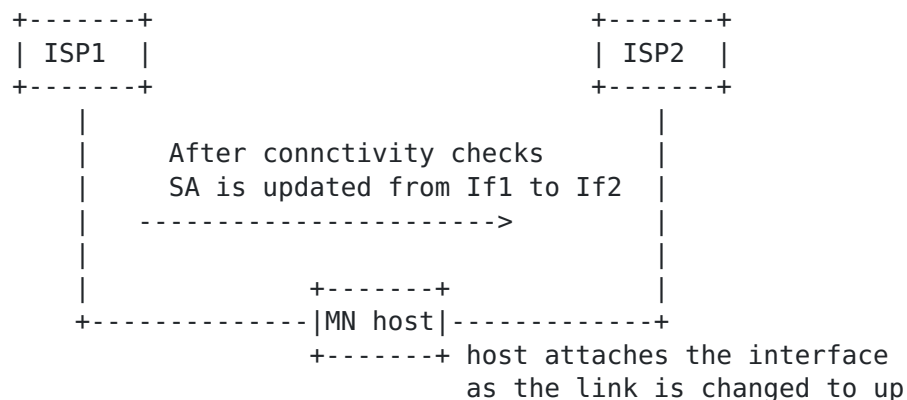 ISP1 ISP2
After connctivity checks
SA is updated from If1 to If2
MN host
host attaches the interface
as the link is changed to up